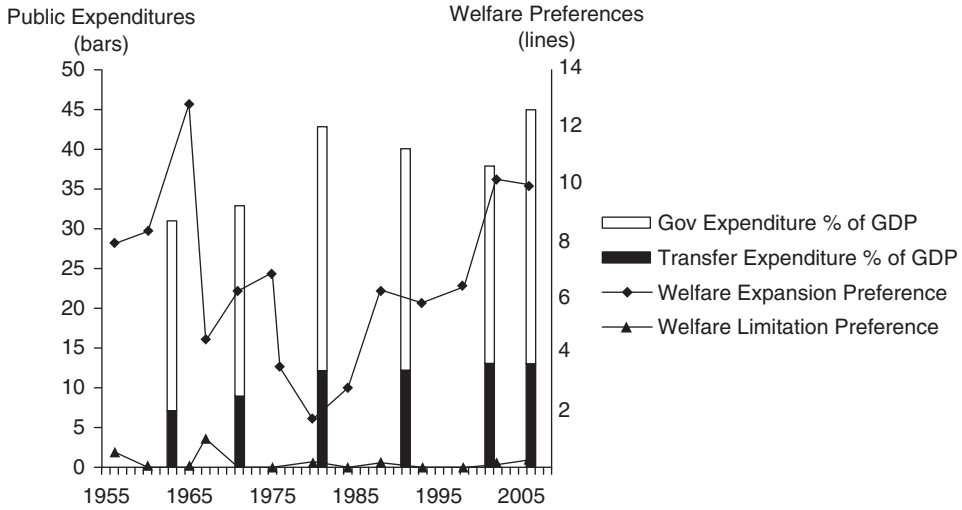 Public Expenditures
(bars)
Welfare Preferences
(lines)
50
45
40
35
30
25
20
15
10
5
0
14
12
10
8
6
4
2
1955 1965 1975 1985 1995 2005
Gov Expenditure % of GDP
Transfer Expenditure % of GDP
Welfare Expansion Preference
Welfare Limitation Preference